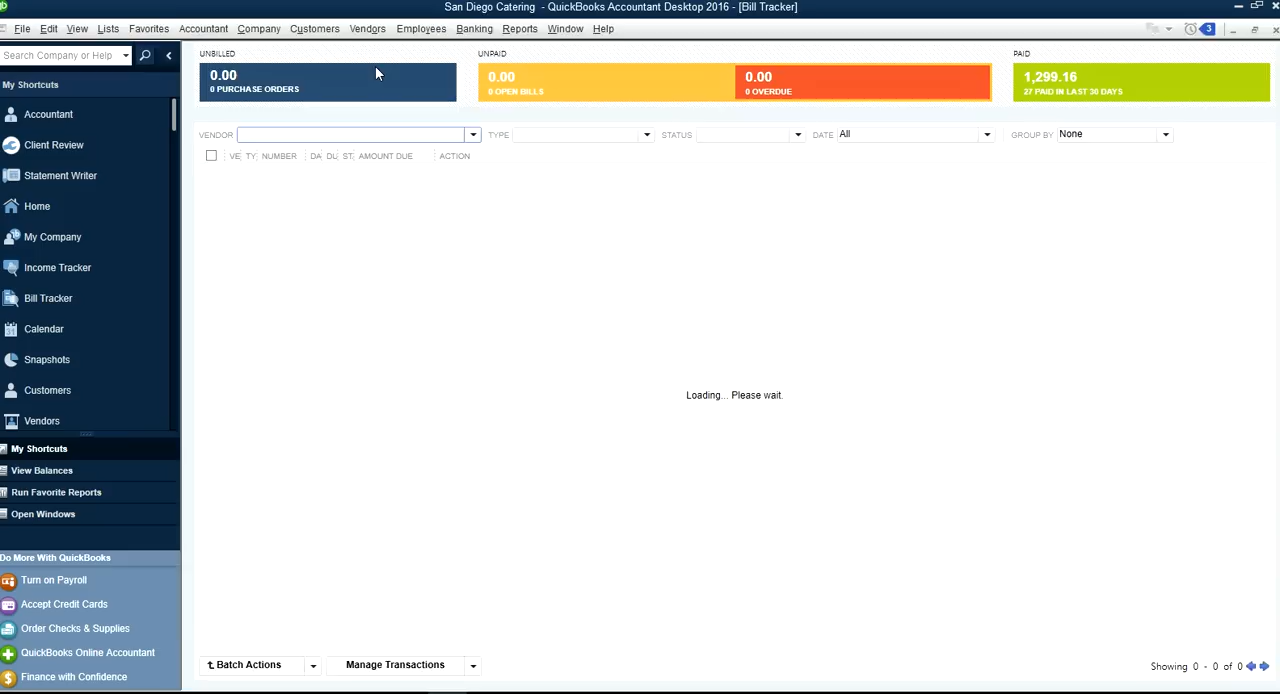 San Diego Catering - QuickBooks Accountant Desktop 2016 - [Bill Tracker]
File Edit View Lists Favorites Accountant Company Customers Vendors Employees Banking Reports Window Help
3
Search Company or Help
My Shortcuts
Accountant
Client Review
Statement Writer
Home
My Company
Income Tracker
Bill Tracker
Calendar
Snapshots
Customers
Vendors
My Shortcuts
View Balances
Run Favorite Reports
Open Windows
Do More With QuickBooks
Turn on Payroll
Accept Credit Cards
Order Checks & Supplies
QuickBooks Online Accountant
Finance with Confidence
UNBILLED UNPAID PAID
0.00 0.00 0.00 1,299.16
0 PURCHASE ORDERS 0 OPEN BILLS 0 OVERDUE 27 PAID IN LAST 30 DAYS
VENDOR TYPE STATUS DATE All GROUP BY None
VE TY NUMBER DA DU ST AMOUNT DUE ACTION
Loading... Please wait.
Batch Actions Manage Transactions Showing 0 - 0 of 0